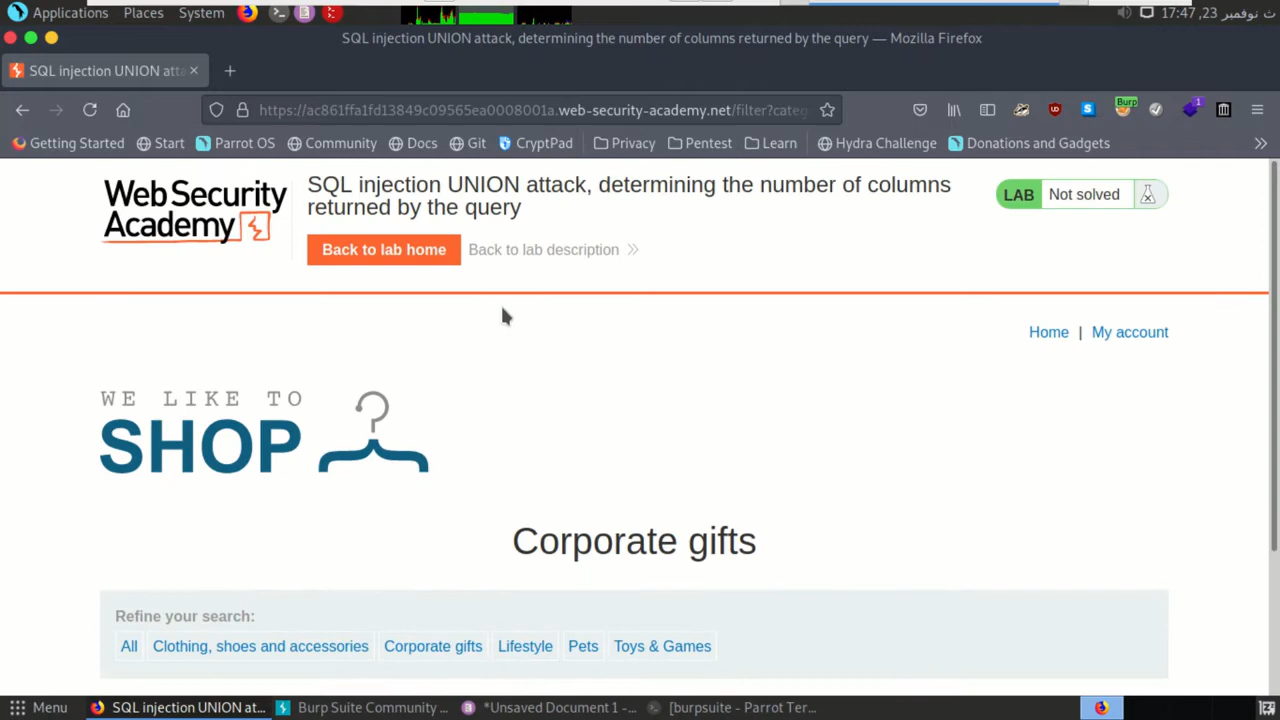 Applications Places System
ث نوفمبر 23, 17:47
SQL injection UNION attack, determining the number of columns returned by the query — Mozilla Firefox
SQL injection UNION atta
https://ac861ffa1fd13849c09565ea0008001a.web-security-academy.net/filter?categ
Burp
1
Getting Started Start Parrot OS Community Docs Git CryptPad Privacy Pentest Learn Hydra Challenge Donations and Gadgets
WebSecurity
Academy
SQL injection UNION attack, determining the number of columns
returned by the query
LAB Not solved
Back to lab home Back to lab description
Home | My account
WE LIKE TO
SHOP
Corporate gifts
Refine your search:
All Clothing, shoes and accessories Corporate gifts Lifestyle Pets Toys & Games
Menu SQL injection UNION at... Burp Suite Community ... *Unsaved Document 1 -... [burpsuite - Parrot Ter...